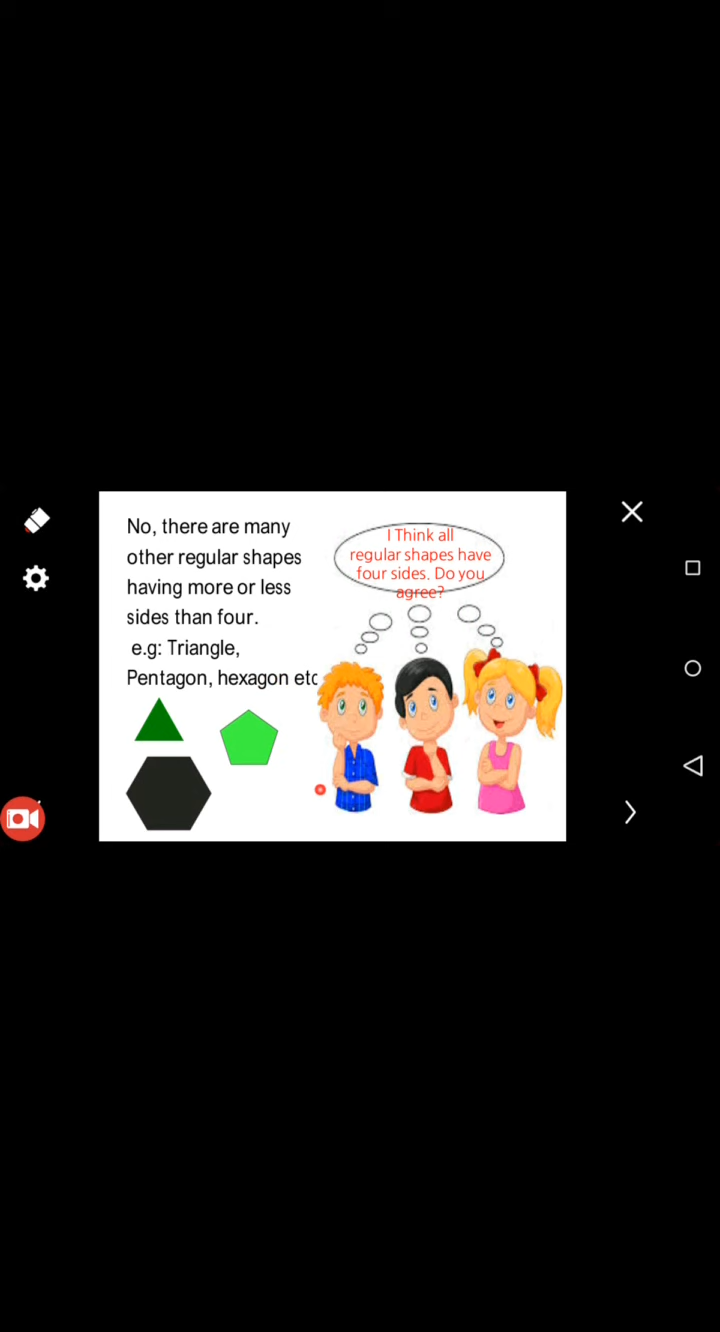 No, there are many
other regular shapes
having more or less
sides than four.
e.g: Triangle,
Pentagon, hexagon etc
I Think all
regular shapes have
four sides. Do you
agree?